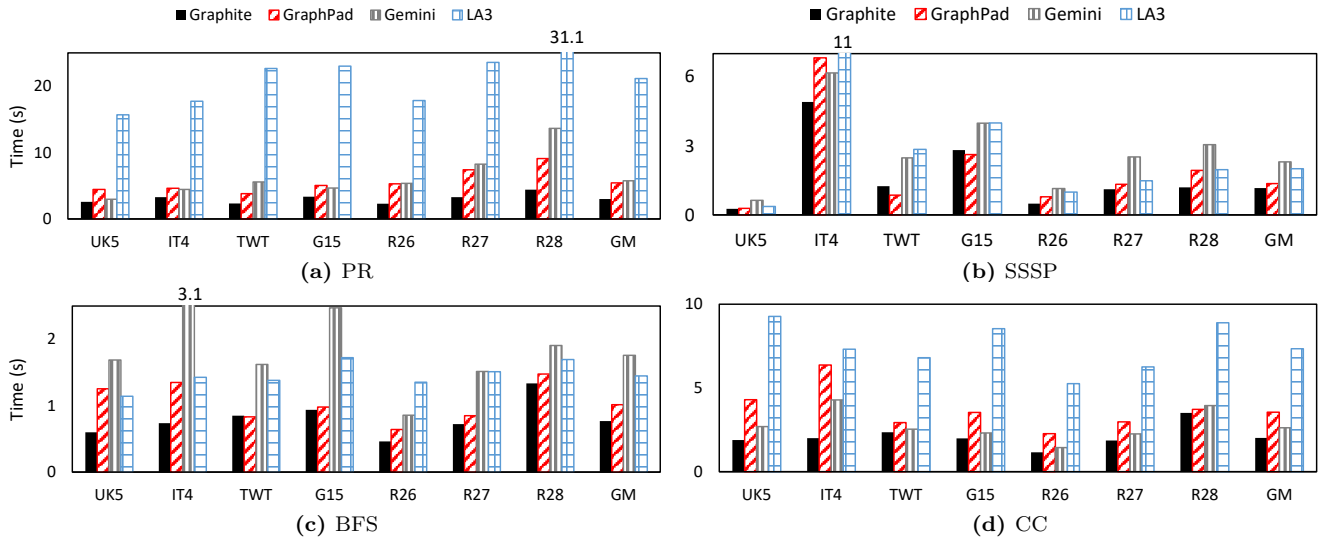 Graphite GraphPad Gemini LA3
31.1
Time (s)
20
10
0
UK5 IT4 TWT G15 R26 R27 R28 GM
(a) PR
Graphite GraphPad Gemini LA3
11
6
3
0
UK5 IT4 TWT G15 R26 R27 R28 GM
(b) SSSP
3.1
Time (s)
2
1
0
UK5 IT4 TWT G15 R26 R27 R28 GM
(c) BFS
10
5
0
UK5 IT4 TWT G15 R26 R27 R28 GM
(d) CC